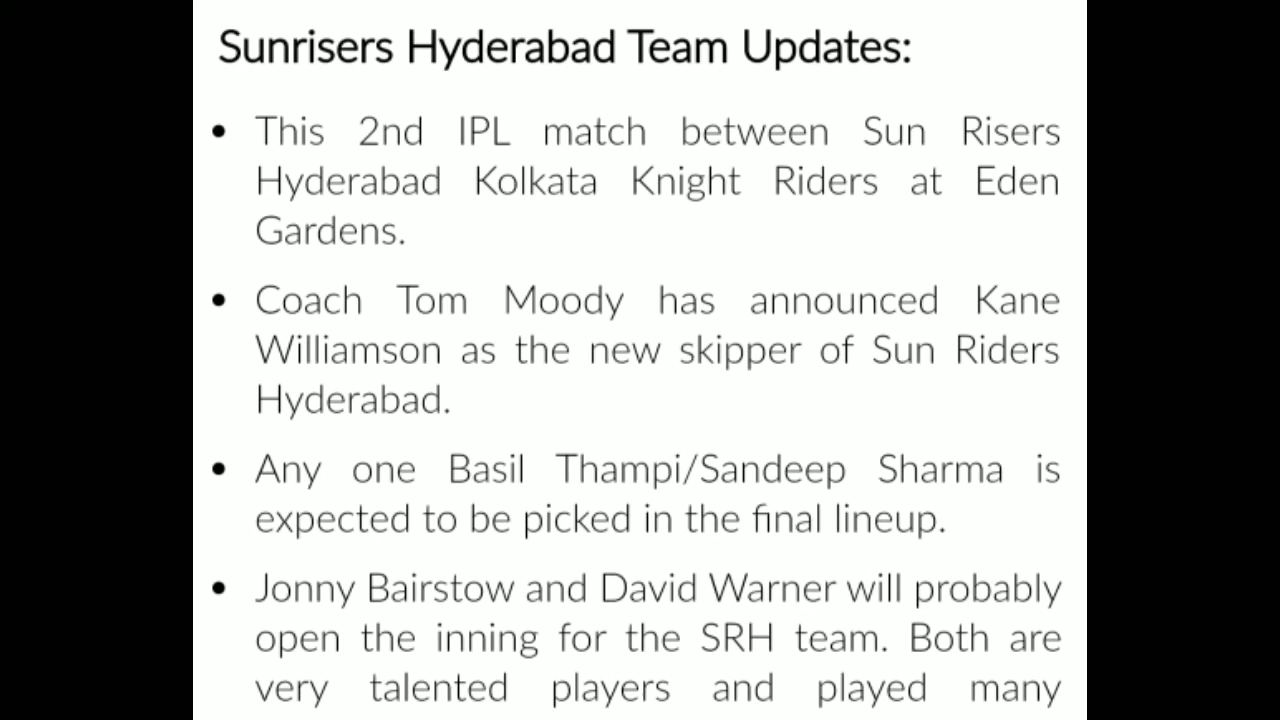 Sunrisers Hyderabad Team Updates:
• This 2nd IPL match between Sun Risers
Hyderabad Kolkata Knight Riders at Eden
Gardens.
• Coach Tom Moody has announced Kane
Williamson as the new skipper of Sun Riders
Hyderabad.
• Any one Basil Thampi/Sandeep Sharma is
expected to be picked in the final lineup.
• Jonny Bairstow and David Warner will probably
open the inning for the SRH team. Both are
very talented players and played many